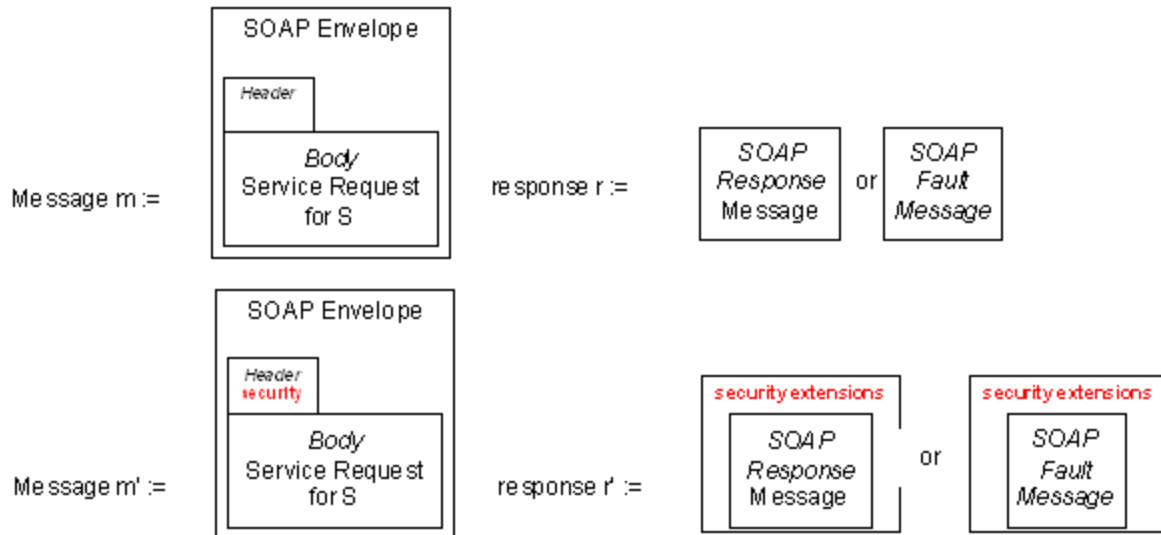 SOAP Envelope
Header
Body
Service Request
for S
Message m :=
response r :=
SOAP
Response
Message
or
SOAP
Fault
Message
SOAP Envelope
Header
security
Body
Service Request
for S
Message m' :=
response r' :=
security extensions
SOAP
Response
Message
or
security extensions
SOAP
Fault
Message